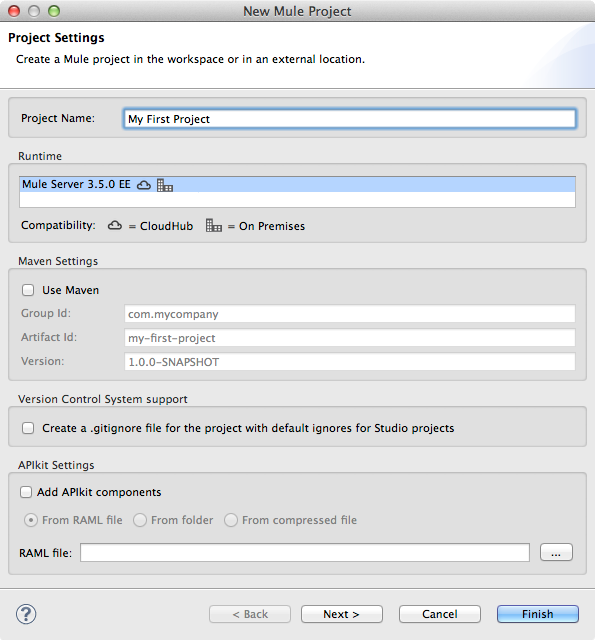 New Mule Project
Project Settings
Create a Mule project in the workspace or in an external location.
Project Name: My First Project
Runtime
Mule Server 3.5.0 EE
Compatibility: = CloudHub = On Premises
Maven Settings
Use Maven
Group Id: com.mycompany
Artifact Id: my-first-project
Version: 1.0.0-SNAPSHOT
Version Control System support
Create a .gitignore file for the project with default ignores for Studio projects
APIkit Settings
Add APIkit components
From RAML file From folder From compressed file
RAML file: ...
? < Back Next > Cancel Finish